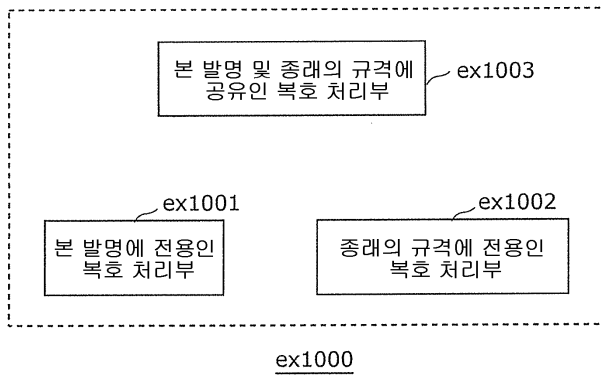 본 발명 및 종래의 규격에
공유인 복호 처리부
ex1003
ex1001
본 발명에 전용인
복호 처리부
ex1002
종래의 규격에 전용인
복호 처리부
ex1000